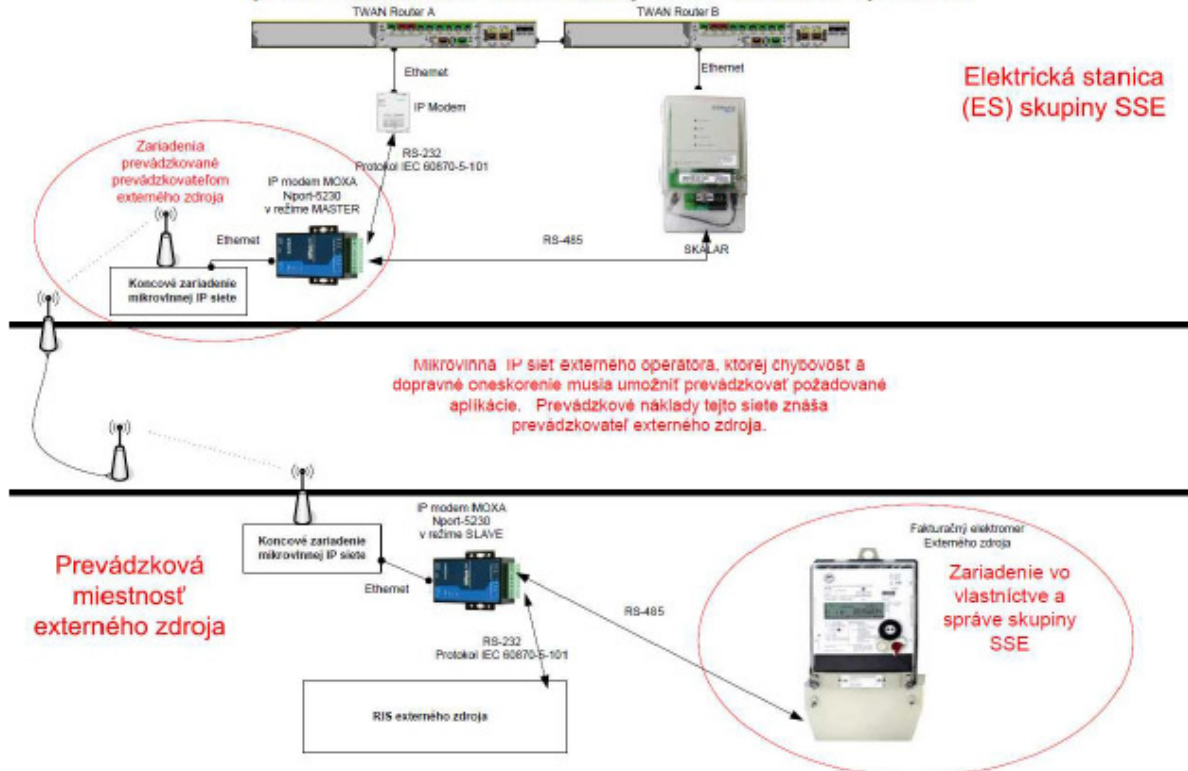 TWAN Router A
TWAN Router B
Ethernet
Ethernet
IP Modem
Elektrická stanica
(ES) skupiny SSE
Zariadenia
prevádzkované
prevádzkovateľom
externého zdroja
RS-232
Protokol IEC 60870-5-101
IP modem MOXA
Nport-5230
v režime MASTER
Ethernet
RS-485
SKALAR
Koncové zariadenie
mikrovlnnej IP siete
Mikrovlnná IP sieť externého operátora, ktorej chybovosť a
dopravné oneskorenie musia umožniť prevádzkovať požadované
aplikácie. Prevádzkové náklady tejto siete znáša
prevádzkovateľ externého zdroja.
Prevádzková
miestnosť
externého zdroja
Koncové zariadenie
mikrovlnnej IP siete
Ethernet
IP modem MOXA
Nport-5230
v režime SLAVE
RS-485
RS-232
Protokol IEC 60870-5-101
RIS externého zdroja
Fakturačný elektromer
Externého zdroja
Zariadenie vo
vlastníctve a
správe skupiny
SSE